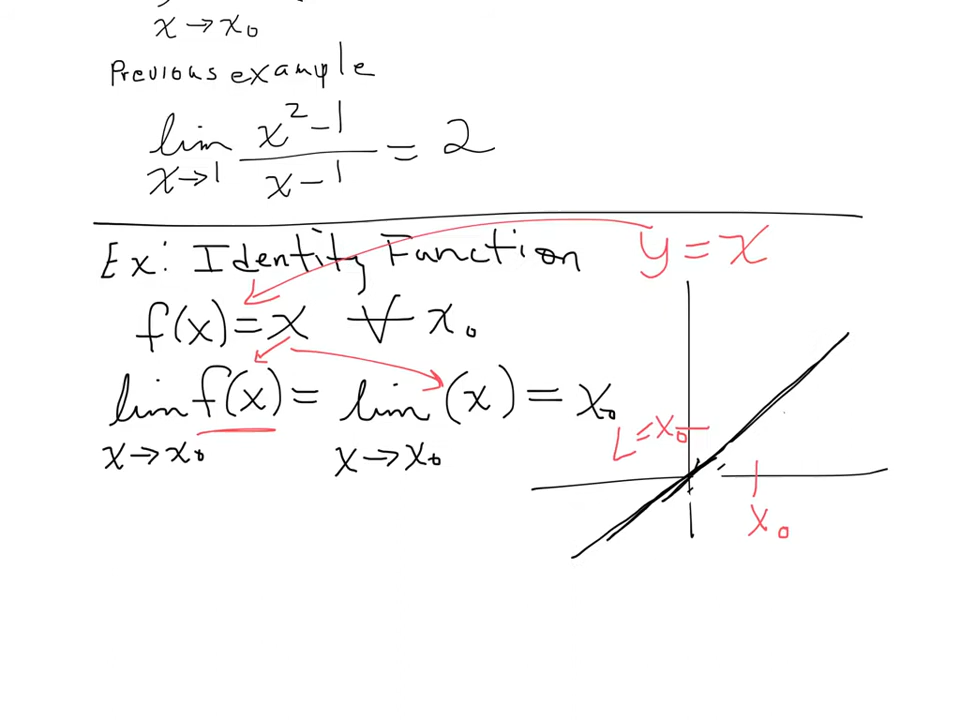 x → x₀
Previous example
lim x→1 (x² - 1)/(x - 1) = 2
Ex: Identity Function y = x
f(x) = x ∀ x₀
lim x→x₀ f(x) = lim x→x₀ (x) = x₀
L = x₀
x₀